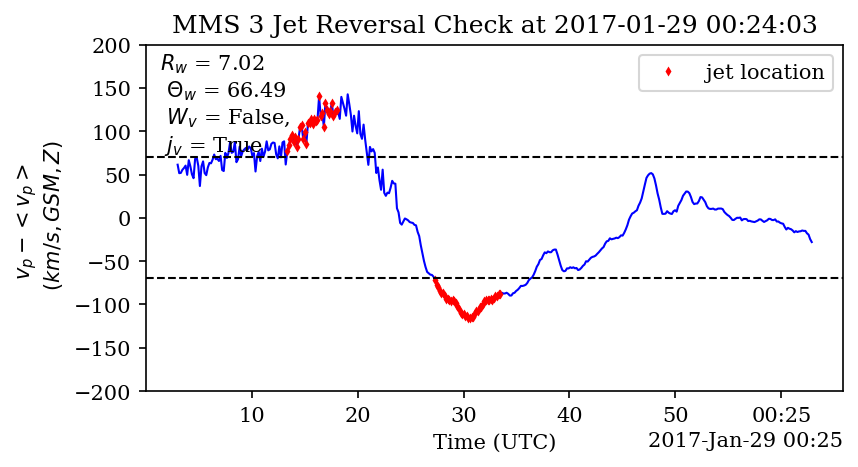 MMS 3 Jet Reversal Check at 2017-01-29 00:24:03
R_w = 7.02
Θ_w = 66.49
W_v = False,
j_v = True
jet location
v_p − < v_p >
(km/s, GSM, Z)
200
150
100
50
0
−50
−100
−150
−200
10 20 30 40 50 00:25
Time (UTC)
2017-Jan-29 00:25